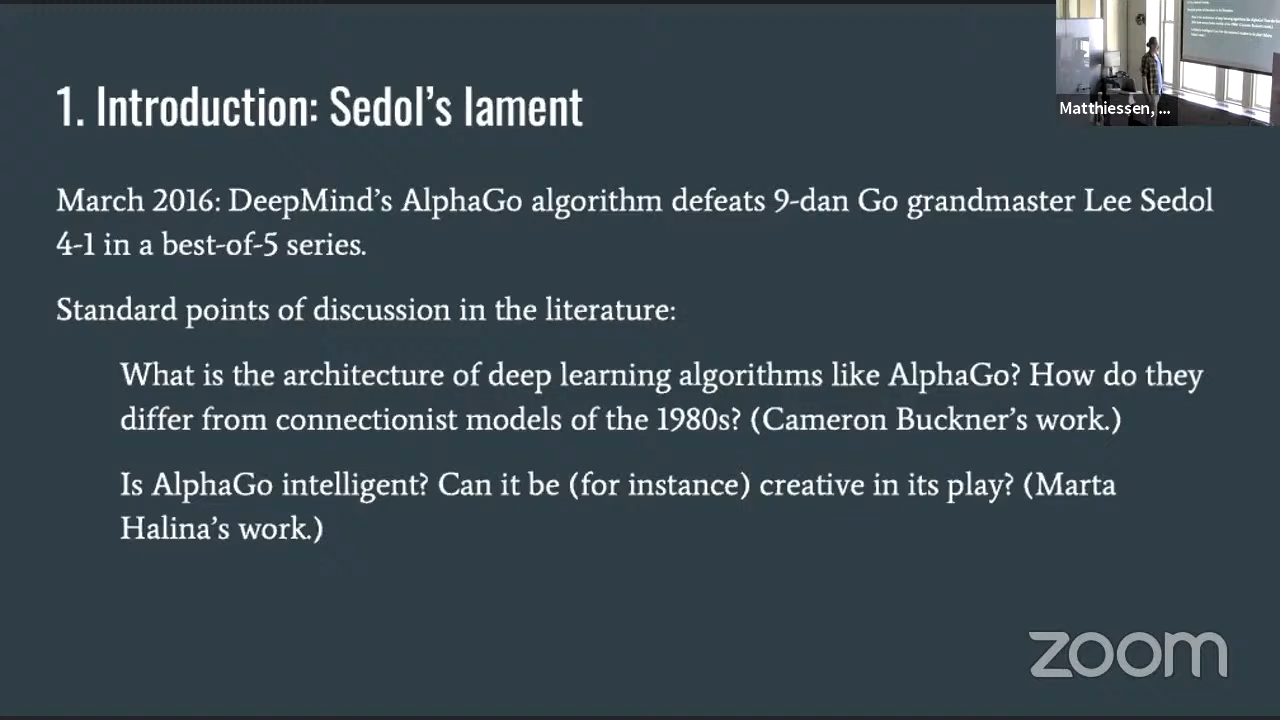 1. Introduction: Sedol's lament
March 2016: DeepMind's AlphaGo algorithm defeats 9-dan Go grandmaster Lee Sedol
4-1 in a best-of-5 series.
Standard points of discussion in the literature:
What is the architecture of deep learning algorithms like AlphaGo? How do they
differ from connectionist models of the 1980s? (Cameron Buckner's work.)
Is AlphaGo intelligent? Can it be (for instance) creative in its play? (Marta
Halina's work.)
Matthiessen, ...
zoom